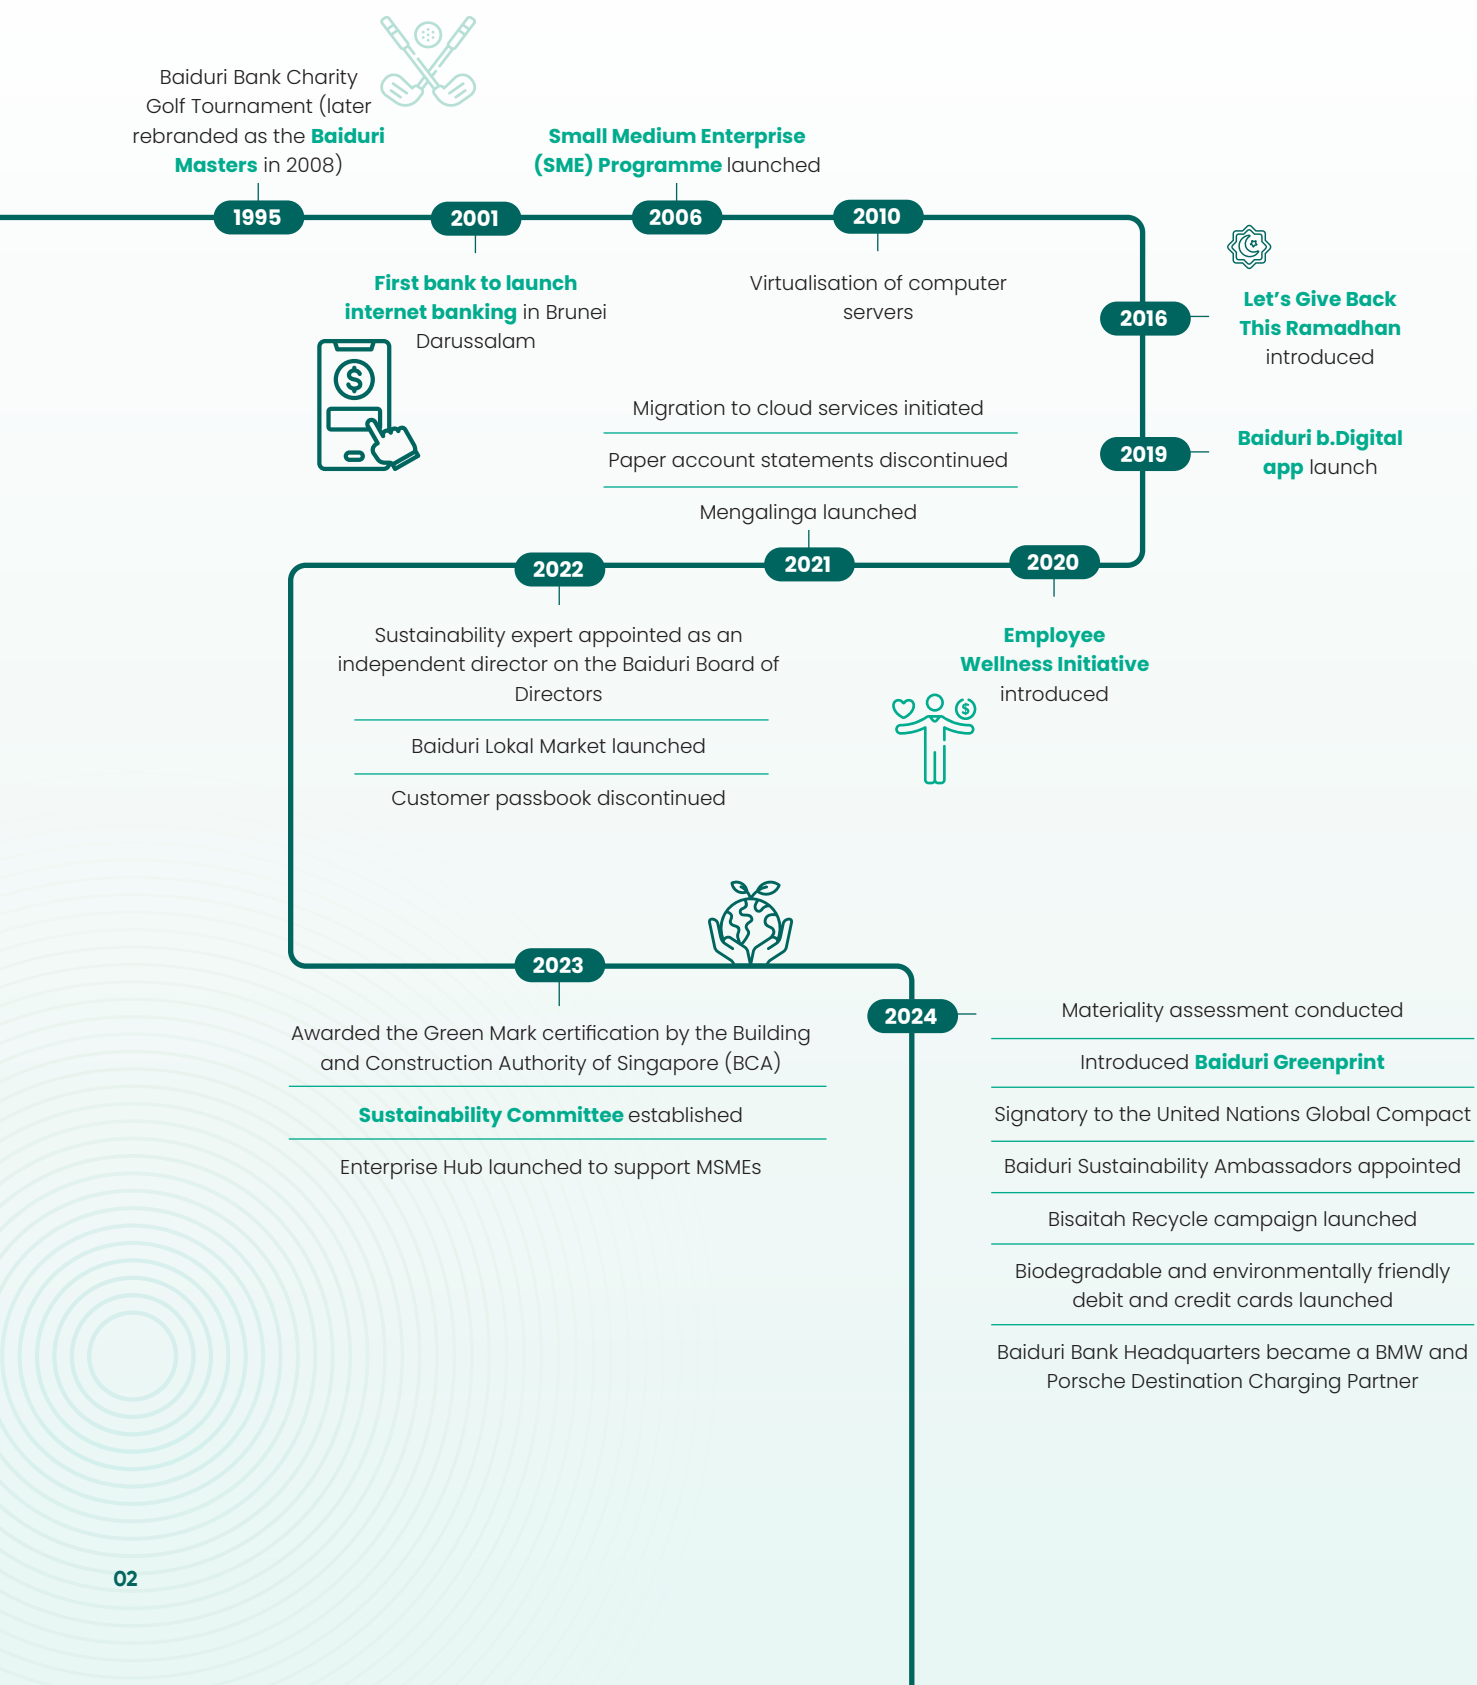 Baiduri Bank Charity
Golf Tournament (later
rebranded as the Baiduri
Masters in 2008)
1995
2001
First bank to launch
internet banking in Brunei
Darussalam
Small Medium Enterprise
(SME) Programme launched
2006
2010
Virtualisation of computer
servers
2016
Let's Give Back
This Ramadhan
introduced
2019
Baiduri b.Digital
app launch
2020
Employee
Wellness Initiative
introduced
Migration to cloud services initiated
Paper account statements discontinued
Mengalinga launched
2021
2022
Sustainability expert appointed as an
independent director on the Baiduri Board of
Directors
Baiduri Lokal Market launched
Customer passbook discontinued
2023
Awarded the Green Mark certification by the Building
and Construction Authority of Singapore (BCA)
Sustainability Committee established
Enterprise Hub launched to support MSMEs
2024
Materiality assessment conducted
Introduced Baiduri Greenprint
Signatory to the United Nations Global Compact
Baiduri Sustainability Ambassadors appointed
Bisaitah Recycle campaign launched
Biodegradable and environmentally friendly
debit and credit cards launched
Baiduri Bank Headquarters became a BMW and
Porsche Destination Charging Partner
02